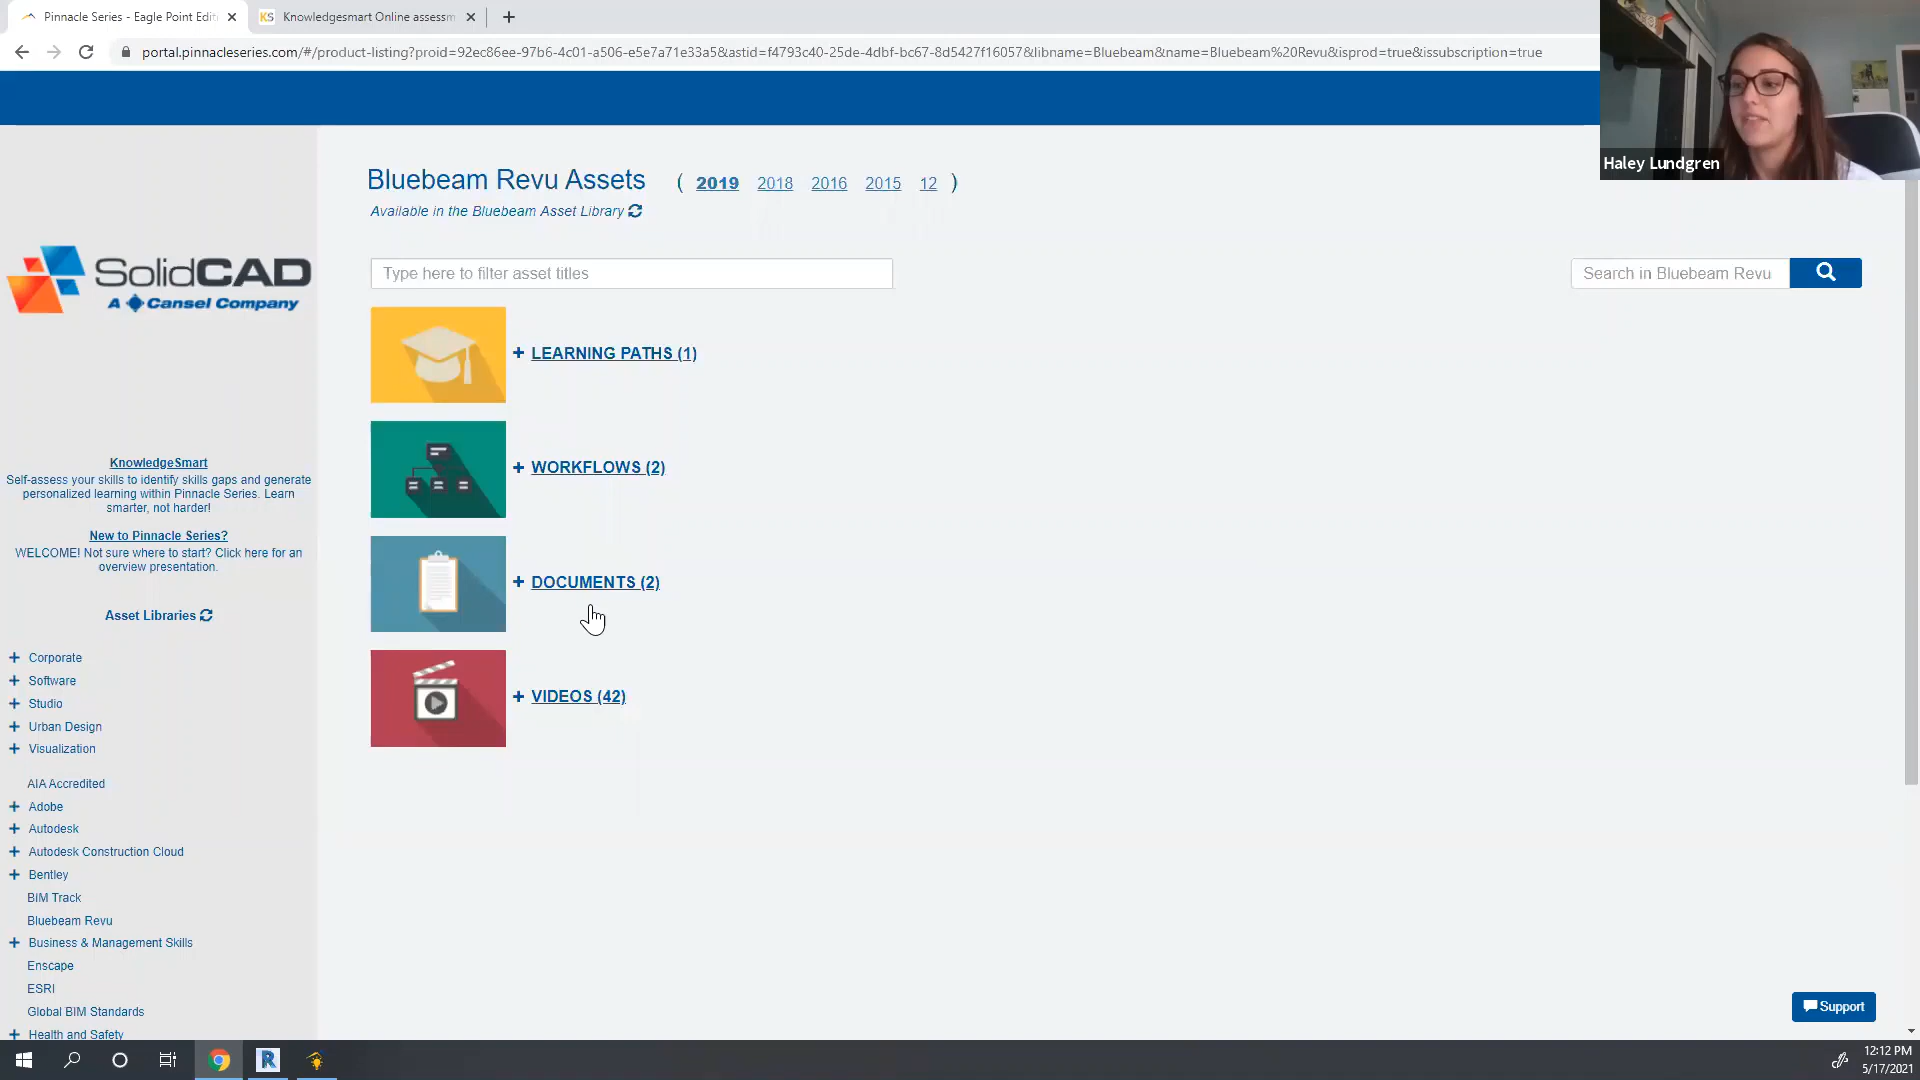 Pinnacle Series - Eagle Point Edit
KS Knowledgesmart Online assessm
portal.pinnacleseries.com/#/product-listing?proid=92ec86ee-97b6-4c01-a506-e5e7a71e33a5&astid=f4793c40-25de-4dbf-bc67-8d5427f16057&libname=Bluebeam&name=Bluebeam%20Revu&isprod=true&issubscription=true
Haley Lundgren
SolidCAD
A Cansel Company
KnowledgeSmart
Self-assess your skills to identify skills gaps and generate
personalized learning within Pinnacle Series. Learn
smarter, not harder!
New to Pinnacle Series?
WELCOME! Not sure where to start? Click here for an
overview presentation.
Asset Libraries
+ Corporate
+ Software
+ Studio
+ Urban Design
+ Visualization
AIA Accredited
+ Adobe
+ Autodesk
+ Autodesk Construction Cloud
+ Bentley
BIM Track
Bluebeam Revu
+ Business & Management Skills
Enscape
ESRI
Global BIM Standards
+ Health and Safety
Bluebeam Revu Assets ( 2019 2018 2016 2015 12 )
Available in the Bluebeam Asset Library
Type here to filter asset titles
Search in Bluebeam Revu
+ LEARNING PATHS (1)
+ WORKFLOWS (2)
+ DOCUMENTS (2)
+ VIDEOS (42)
Support
R
12:12 PM
5/17/2021